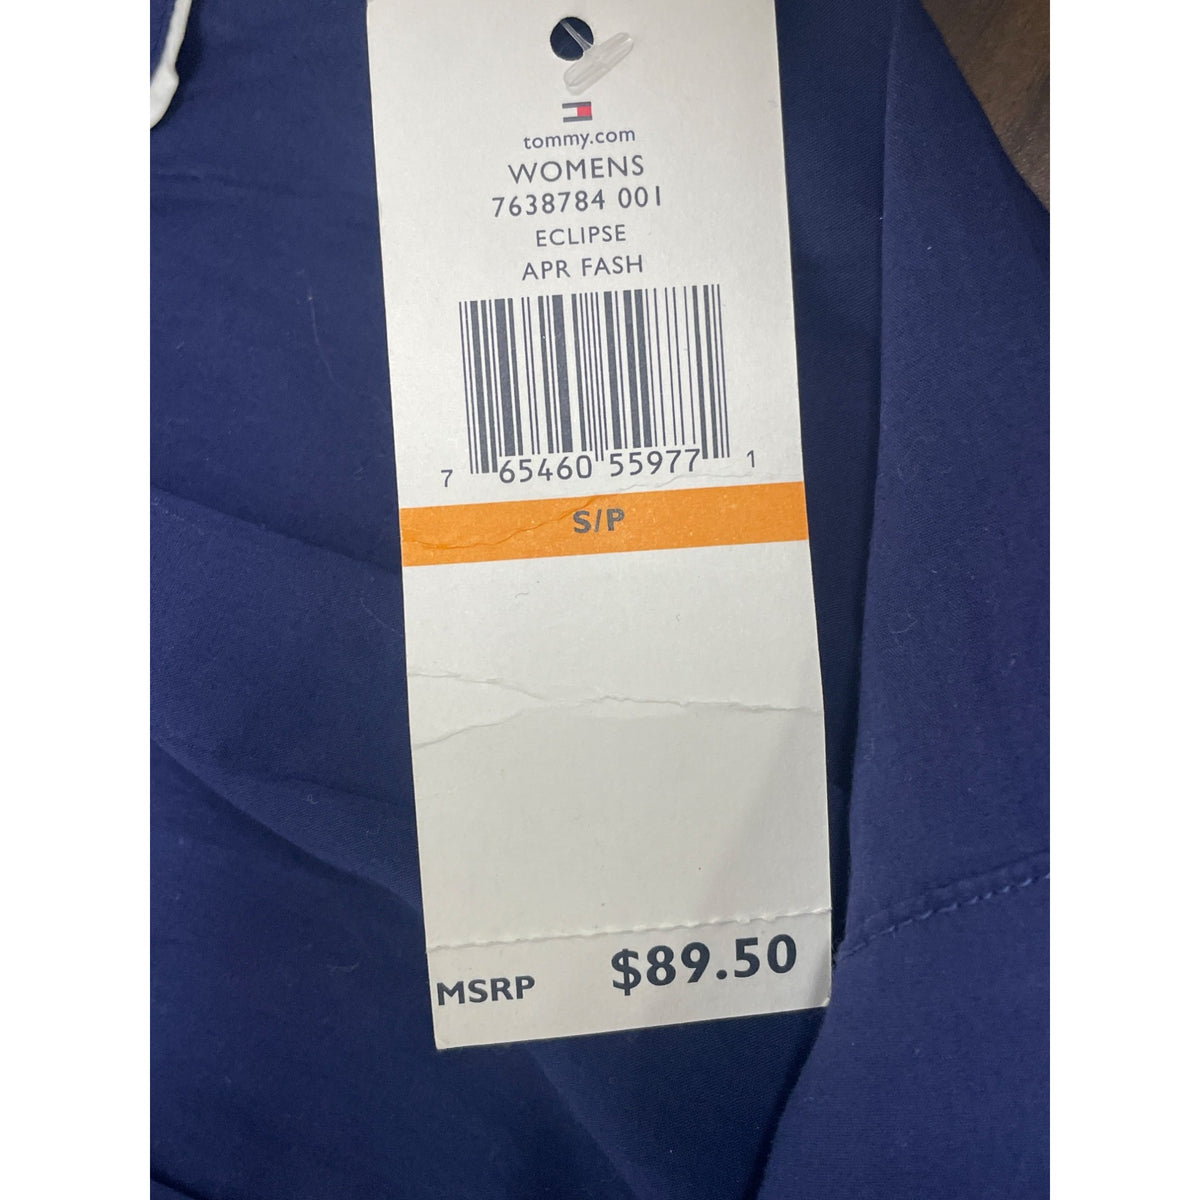 tommy.com
WOMENS
7638784 001
ECLIPSE
APR FASH
7 65460 55977 1
S/P
MSRP $89.50